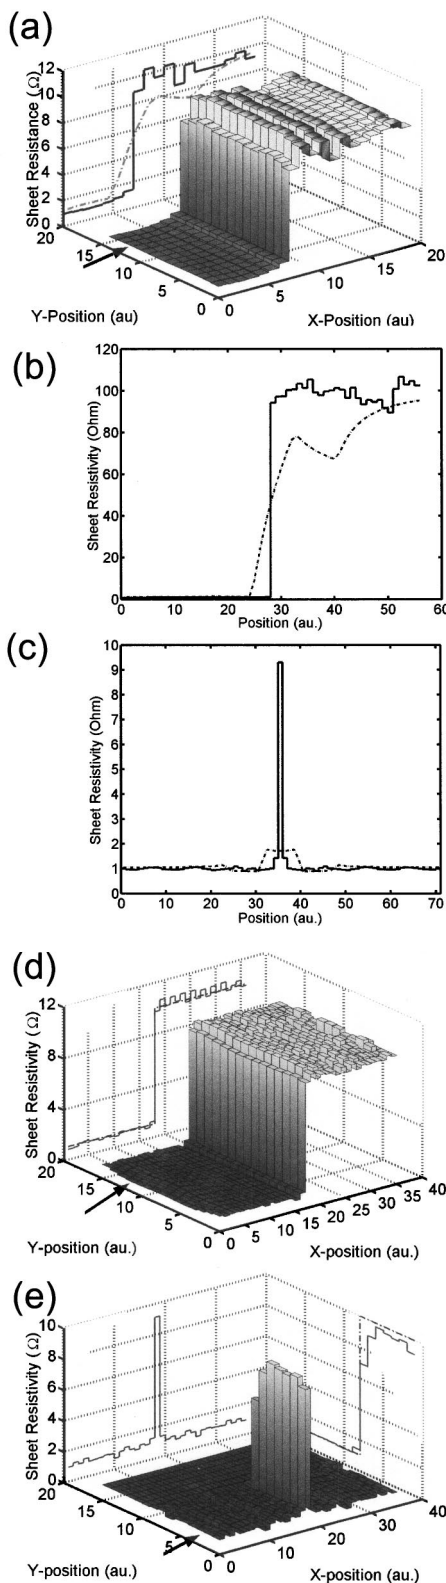 (a)
Sheet Resistance (Ω)
12
10
8
6
4
2
0
20
15
10
5
0
Y-Position (au)
0
5
10
15
20
X-Position (au)
(b)
Sheet Resistivity (Ohm)
120
100
80
60
40
20
0
0 10 20 30 40 50 60
Position (au.)
(c)
Sheet Resistivity (Ohm)
10
9
8
7
6
5
4
3
2
1
0
0 10 20 30 40 50 60 70
Position (au.)
(d)
Sheet Resistivity (Ω)
12
8
4
0
20
15
10
5
0
Y-position (au.)
0 5 10 15 20 25 30 35 40
X-position (au.)
(e)
Sheet Resistivity (Ω)
10
8
6
4
2
0
20
15
10
5
0
Y-position (au.)
0 10 20 30 40
X-position (au.)